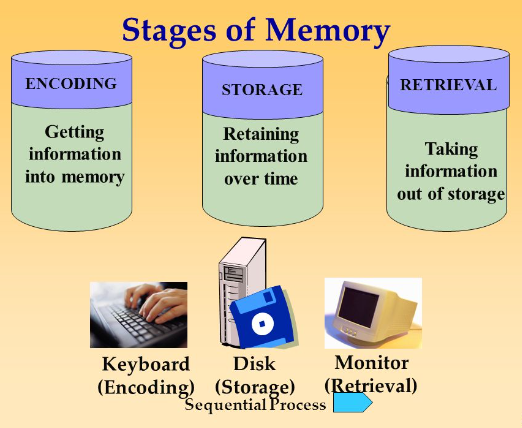 Stages of Memory
ENCODING
Getting
information
into memory
STORAGE
Retaining
information
over time
RETRIEVAL
Taking
information
out of storage
Keyboard
(Encoding)
Disk
(Storage)
Monitor
(Retrieval)
Sequential Process